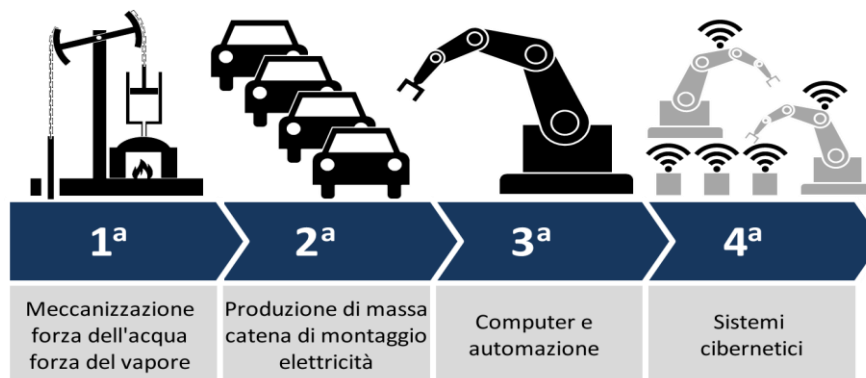 1ª
2ª
3ª
4ª
Meccanizzazione
forza dell'acqua
forza del vapore
Produzione di massa
catena di montaggio
elettricità
Computer e
automazione
Sistemi
cibernetici